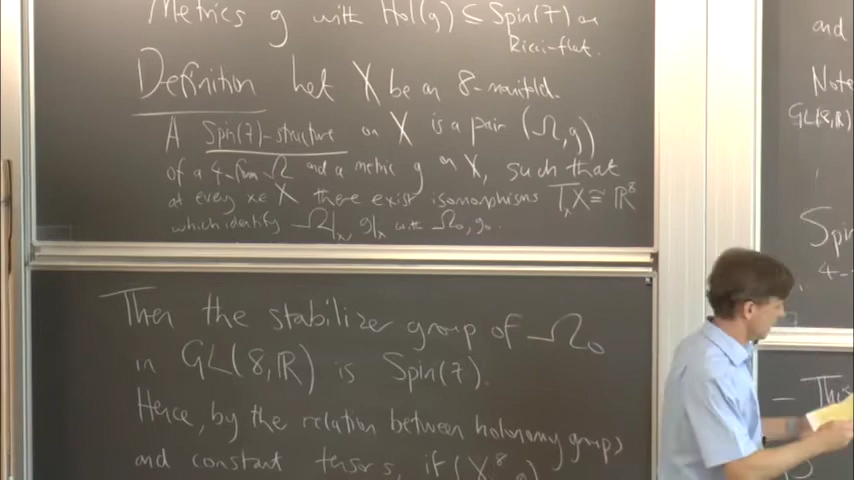 Metrics g with Hol(g) ⊆ Spin(7) are
Ricci-flat.
Definition Let X be an 8-manifold.
A Spin(7)-structure on X is a pair (Ω, g)
of a 4-form Ω and a metric g on X, such that
at every x∈X there exist isomorphisms TₓX ≅ ℝ⁸
which identify Ω|ₓ, g|ₓ with Ω₀, g₀.
Then the stabilizer group of Ω₀
in GL(8,ℝ) is Spin(7).
Hence, by the relation between holonomy groups
and constant tensors, if (X⁸, g)
and
Note
GL(8,ℝ)
Spin
4-
- This